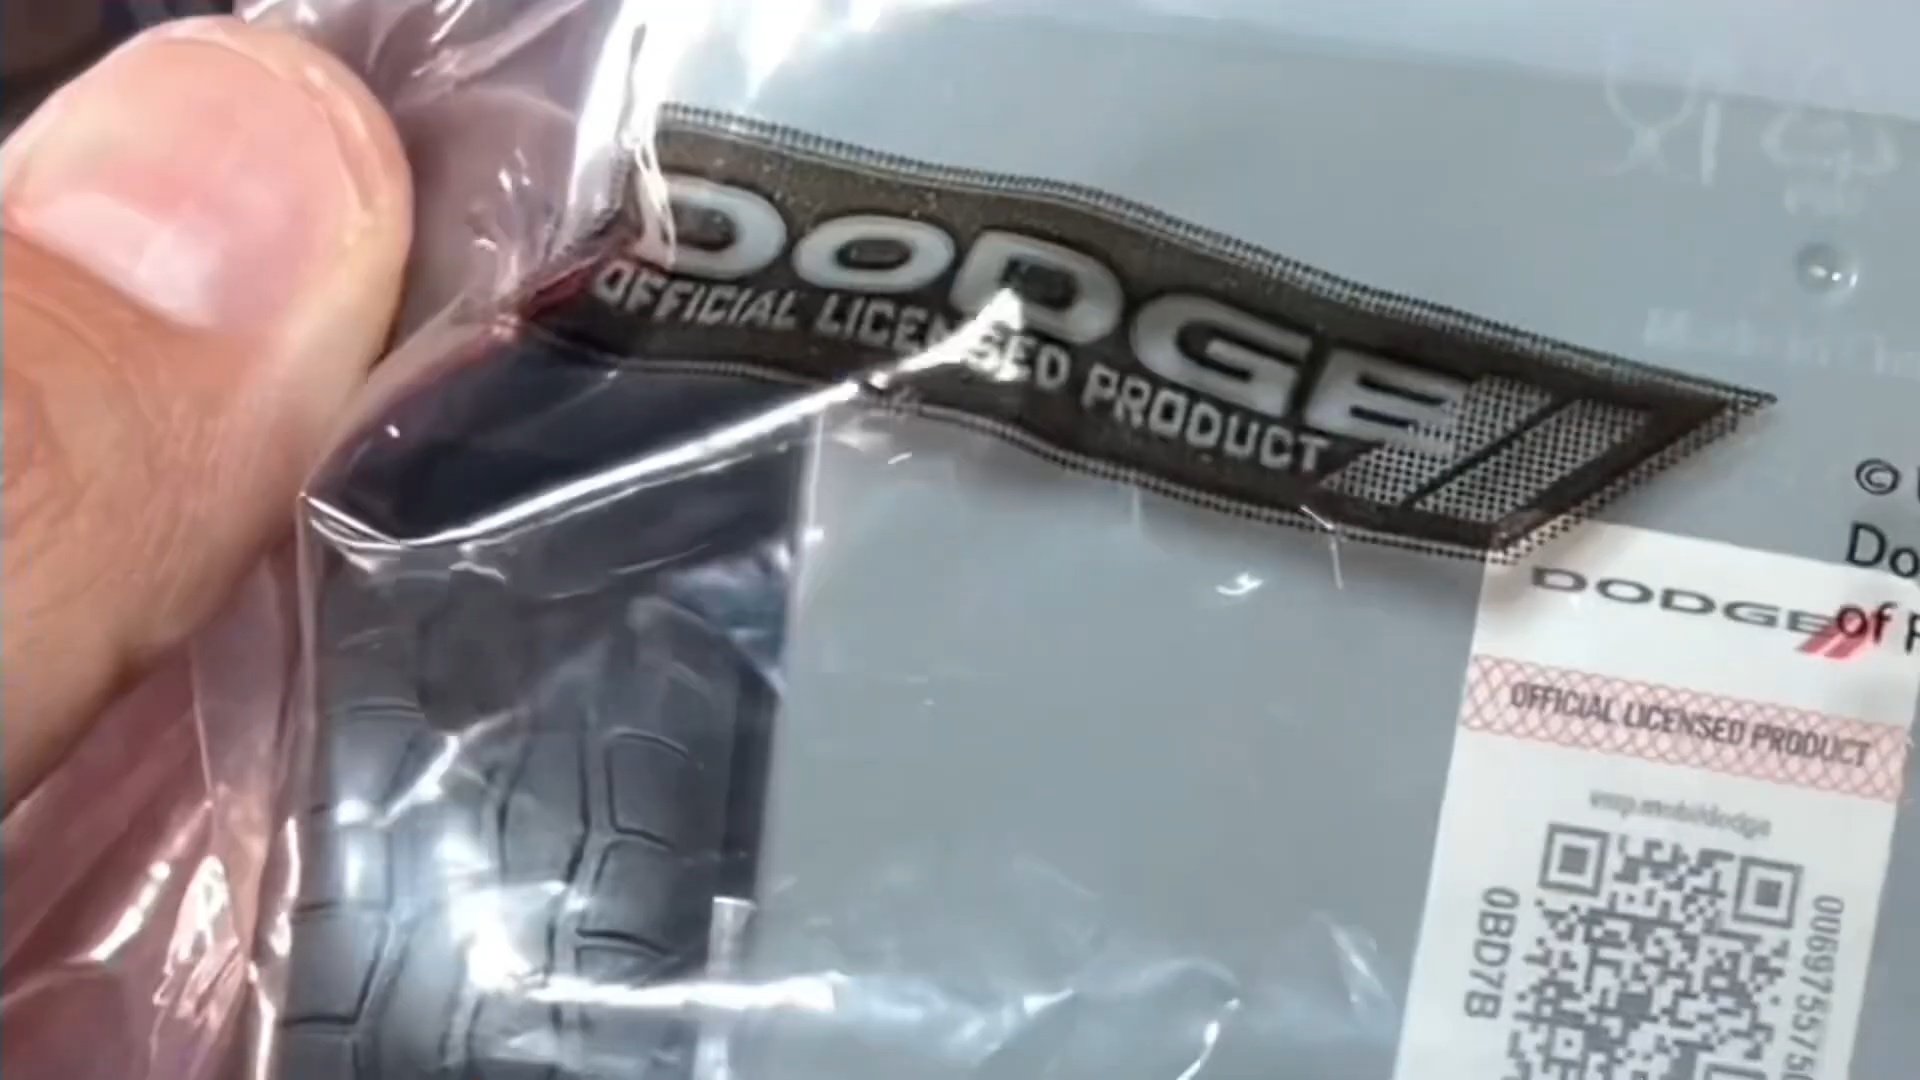 DODGE
OFFICIAL LICENSED PRODUCT
©
Do
of
DODGE
OFFICIAL LICENSED PRODUCT
0BD7B